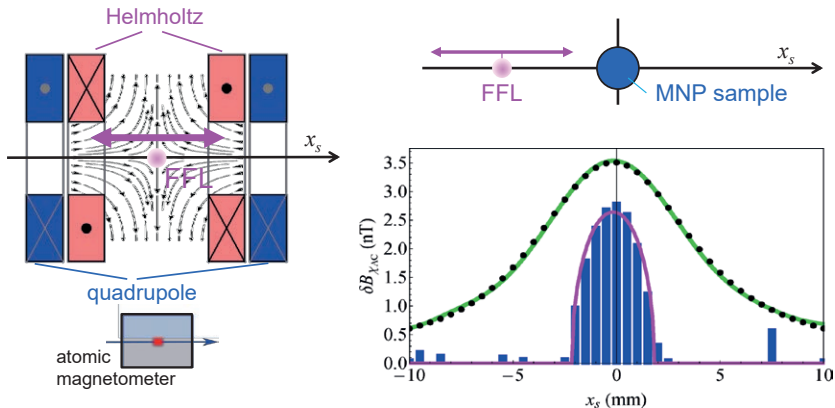 Helmholtz
x_s
FFL
quadrupole
atomic
magnetometer
x_s
FFL
MNP sample
δB_χAC (nT)
3.5
3.0
2.5
2.0
1.5
1.0
0.5
0.0
−10
−5
0
5
10
x_s (mm)